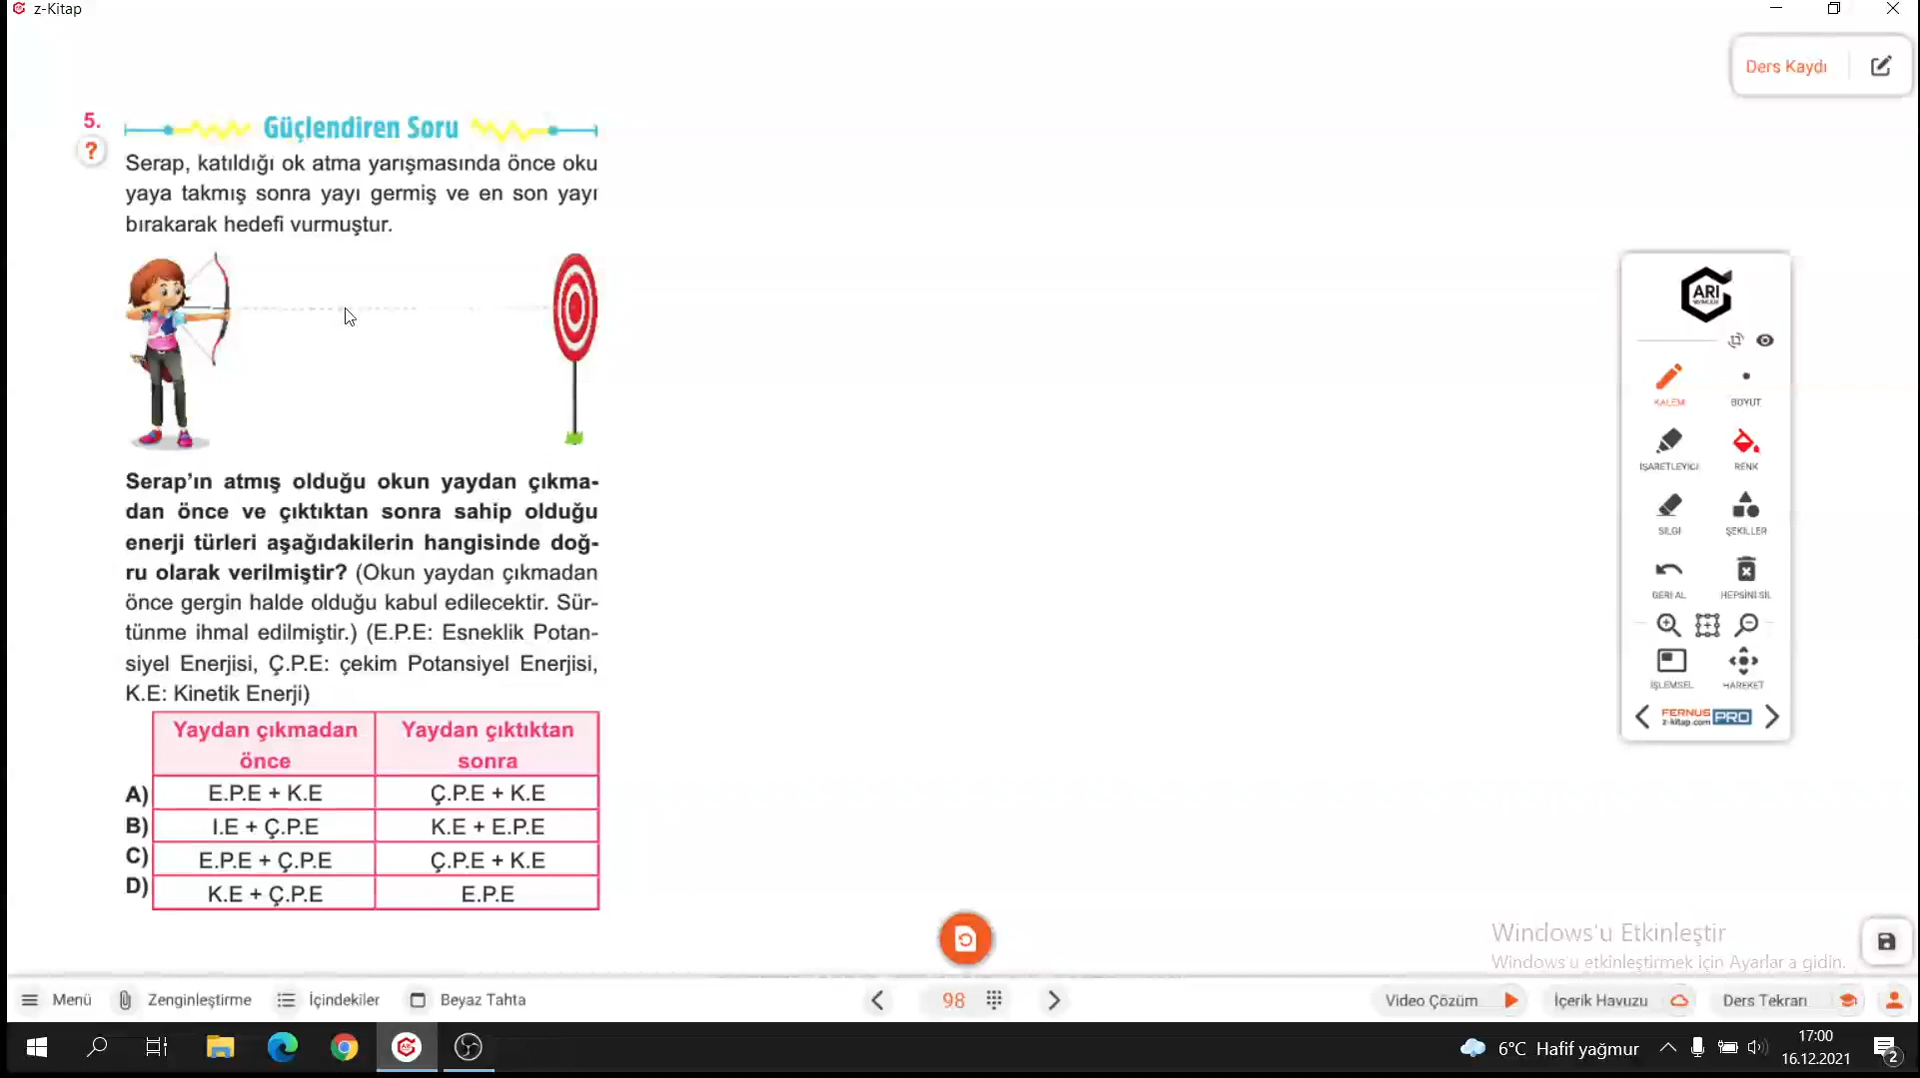 z-Kitap
Ders Kaydı
5.
Güçlendiren Soru
?
Serap, katıldığı ok atma yarışmasında önce oku
yaya takmış sonra yayı germiş ve en son yayı
bırakarak hedefi vurmuştur.
Serap'ın atmış olduğu okun yaydan çıkma-
dan önce ve çıktıktan sonra sahip olduğu
enerji türleri aşağıdakilerin hangisinde doğ-
ru olarak verilmiştir? (Okun yaydan çıkmadan
önce gergin halde olduğu kabul edilecektir. Sür-
tünme ihmal edilmiştir.) (E.P.E: Esneklik Potan-
siyel Enerjisi, Ç.P.E: çekim Potansiyel Enerjisi,
K.E: Kinetik Enerji)
Yaydan çıkmadan önce
Yaydan çıktıktan sonra
A) E.P.E + K.E Ç.P.E + K.E
B) I.E + Ç.P.E K.E + E.P.E
C) E.P.E + Ç.P.E Ç.P.E + K.E
D) K.E + Ç.P.E E.P.E
ARI
KALEM
BOYUT
İŞARETLEYİCİ
RENK
SİLGİ
ŞEKİLLER
GERİ AL
HEPSİNİ SİL
İŞLEMSEL
HAREKET
FERNUS
z-kitap.com PRO
Windows'u Etkinleştir
Windows'u etkinleştirmek için Ayarlar'a gidin.
Menü
Zenginleştirme
İçindekiler
Beyaz Tahta
98
Video Çözüm
İçerik Havuzu
Ders Tekrarı
6°C Hafif yağmur
17:00
16.12.2021
2